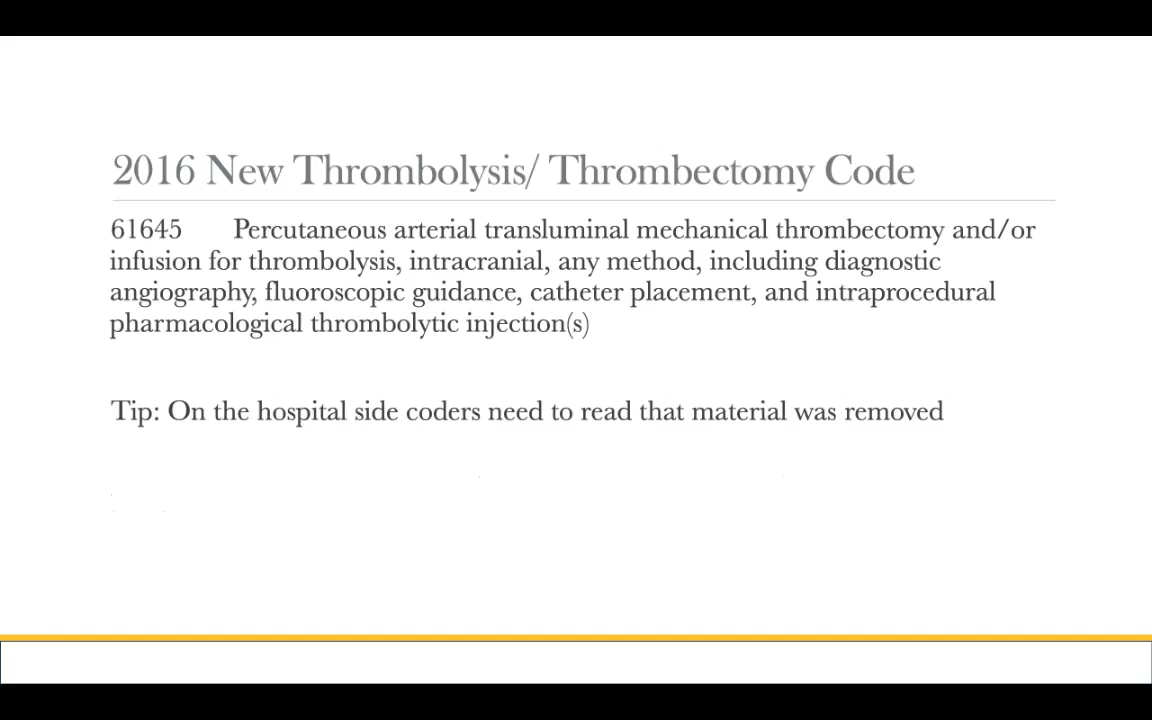 2016 New Thrombolysis/ Thrombectomy Code
61645 Percutaneous arterial transluminal mechanical thrombectomy and/or
infusion for thrombolysis, intracranial, any method, including diagnostic
angiography, fluoroscopic guidance, catheter placement, and intraprocedural
pharmacological thrombolytic injection(s)
Tip: On the hospital side coders need to read that material was removed